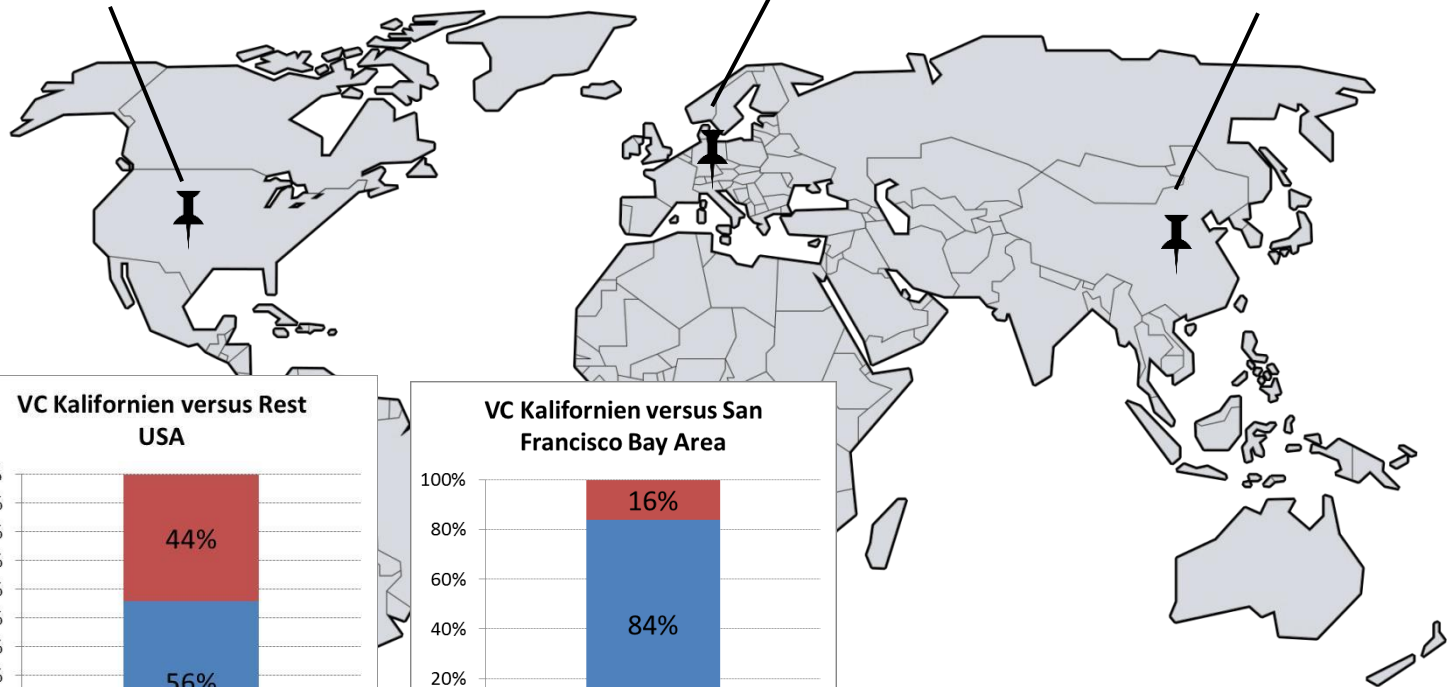 VC Kalifornien versus Rest
USA
44%
56%
VC Kalifornien versus San
Francisco Bay Area
100%
16%
80%
60%
84%
40%
20%